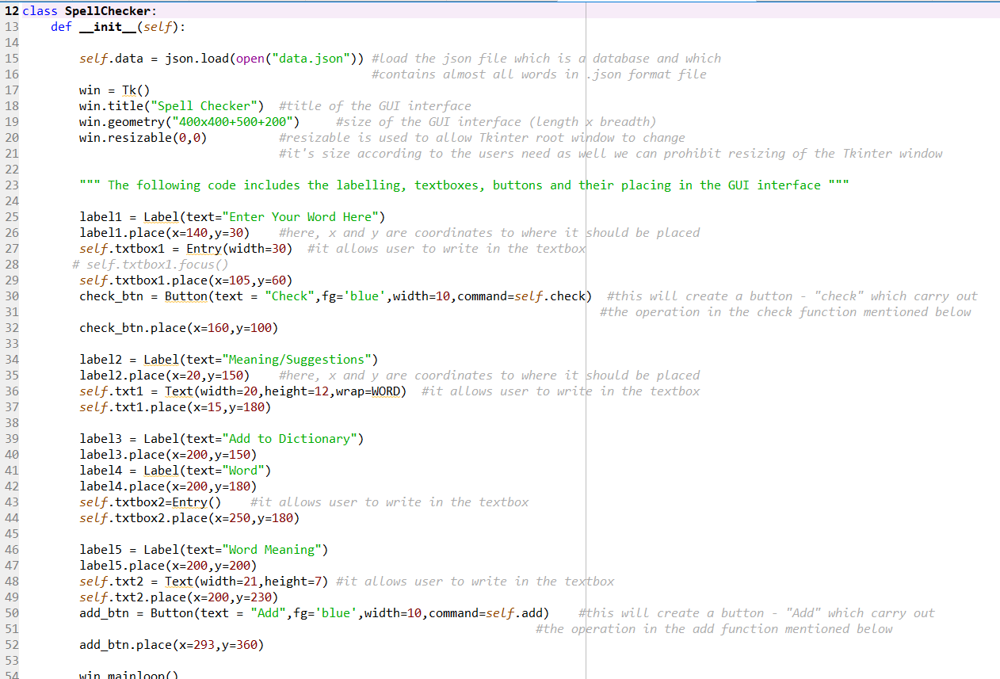 12 class SpellChecker:
13 def __init__(self):
14
15 self.data = json.load(open("data.json")) #load the json file which is a database and which
16 #contains almost all words in .json format file
17 win = Tk()
18 win.title("Spell Checker") #title of the GUI interface
19 win.geometry("400x400+500+200") #size of the GUI interface (length x breadth)
20 win.resizable(0,0) #resizable is used to allow Tkinter root window to change
21 #it's size according to the users need as well we can prohibit resizing of the Tkinter window
22
23 """ The following code includes the labelling, textboxes, buttons and their placing in the GUI interface """
24
25 label1 = Label(text="Enter Your Word Here")
26 label1.place(x=140,y=30) #here, x and y are coordinates to where it should be placed
27 self.txtbox1 = Entry(width=30) #it allows user to write in the textbox
28 # self.txtbox1.focus()
29 self.txtbox1.place(x=105,y=60)
30 check_btn = Button(text = "Check",fg='blue',width=10,command=self.check) #this will create a button - "check" which carry out
31 #the operation in the check function mentioned below
32 check_btn.place(x=160,y=100)
33
34 label2 = Label(text="Meaning/Suggestions")
35 label2.place(x=20,y=150) #here, x and y are coordinates to where it should be placed
36 self.txt1 = Text(width=20,height=12,wrap=WORD) #it allows user to write in the textbox
37 self.txt1.place(x=15,y=180)
38
39 label3 = Label(text="Add to Dictionary")
40 label3.place(x=200,y=150)
41 label4 = Label(text="Word")
42 label4.place(x=200,y=180)
43 self.txtbox2=Entry() #it allows user to write in the textbox
44 self.txtbox2.place(x=250,y=180)
45
46 label5 = Label(text="Word Meaning")
47 label5.place(x=200,y=200)
48 self.txt2 = Text(width=21,height=7) #it allows user to write in the textbox
49 self.txt2.place(x=200,y=230)
50 add_btn = Button(text = "Add",fg='blue',width=10,command=self.add) #this will create a button - "Add" which carry out
51 #the operation in the add function mentioned below
52 add_btn.place(x=293,y=360)
53
54 win.mainloop()